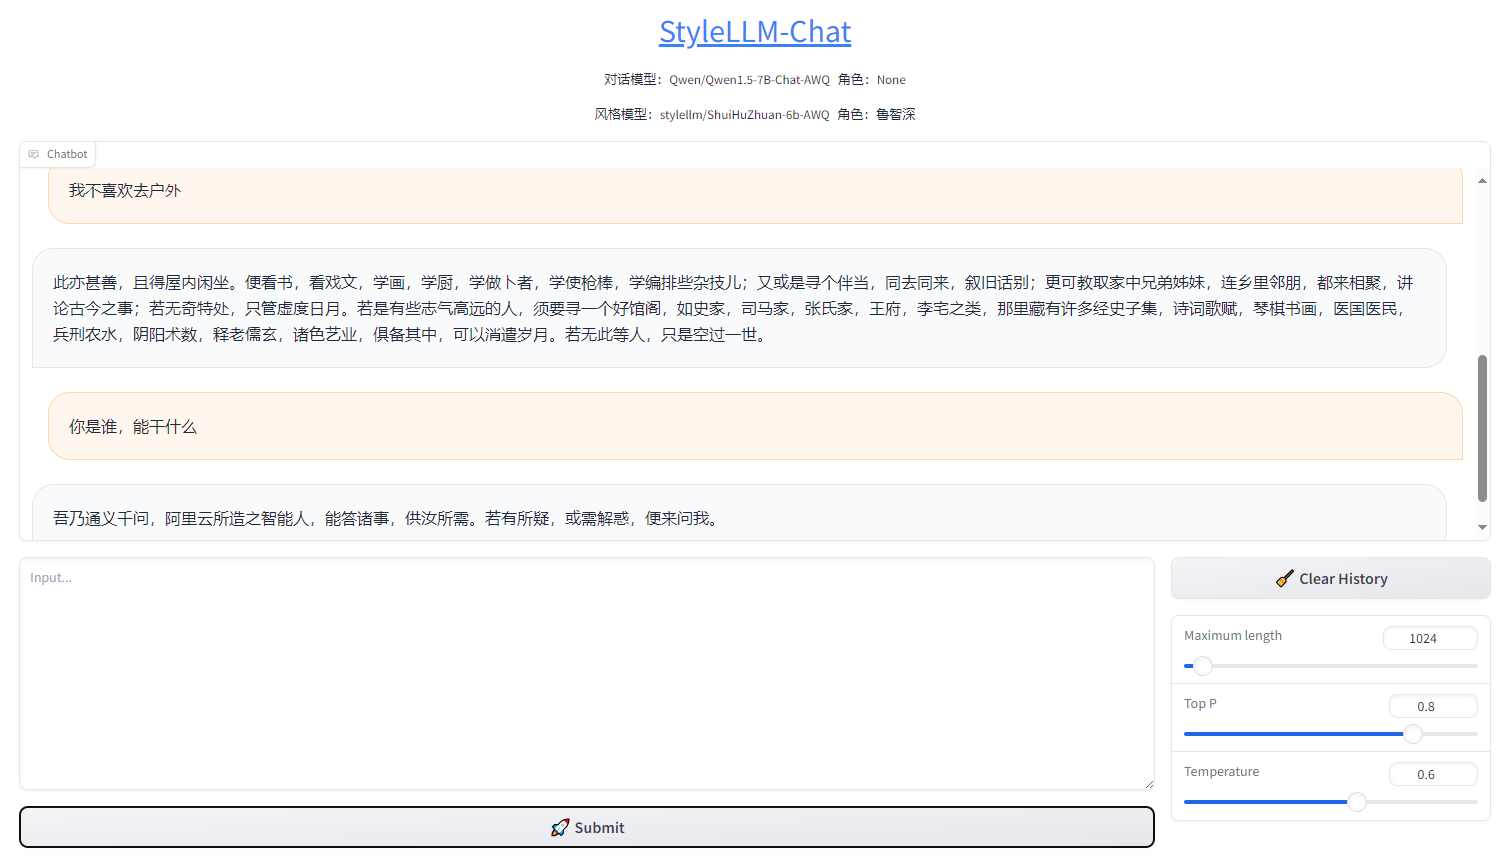 StyleLLM-Chat
对话模型：Qwen/Qwen1.5-7B-Chat-AWQ 角色：None
风格模型：stylellm/ShuiHuZhuan-6b-AWQ 角色：鲁智深
Chatbot
我不喜欢去户外
此亦甚善，且得屋内闲坐。便看书，看戏文，学画，学厨，学做卜者，学使枪棒，学编排些杂技儿；又或是寻个伴当，同去同来，叙旧话别；更可教取家中兄弟姊妹，连乡里邻朋，都来相聚，讲
论古今之事；若无奇特处，只管虚度日月。若是有些志气高远的人，须要寻一个好馆阁，如史家，司马家，张氏家，王府，李宅之类，那里藏有许多经史子集，诗词歌赋，琴棋书画，医国医民，
兵刑农水，阴阳术数，释老儒玄，诸色艺业，俱备其中，可以消遣岁月。若无此等人，只是空过一世。
你是谁，能干什么
吾乃通义千问，阿里云所造之智能人，能答诸事，供汝所需。若有所疑，或需解惑，便来问我。
Input...
Clear History
Maximum length
1024
Top P
0.8
Temperature
0.6
Submit